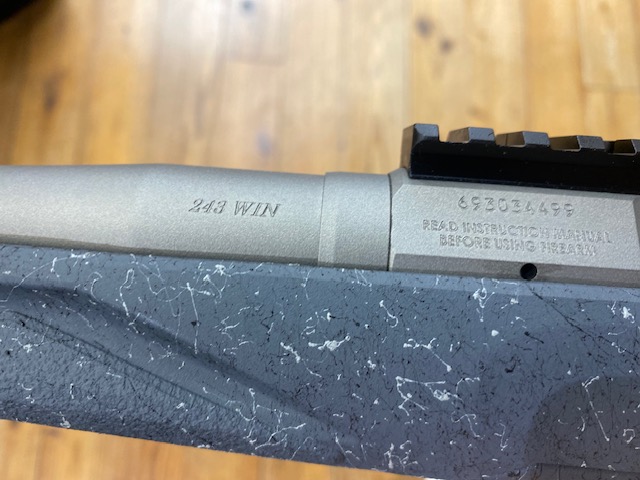 243 WIN
693034499
READ INSTRUCTION MANUAL
BEFORE USING FIREARM